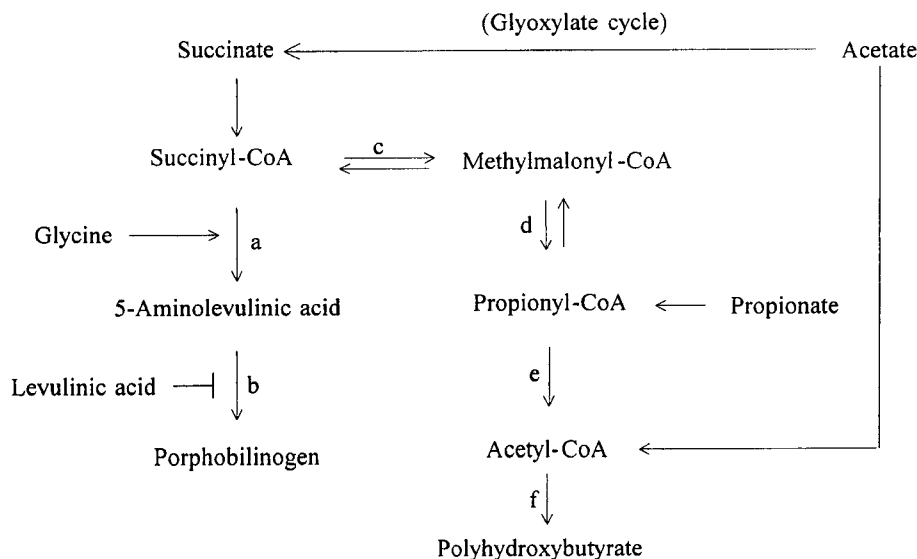 (Glyoxylate cycle)
Succinate
Acetate
Succinyl-CoA
c
Methylmalonyl-CoA
Glycine
a
d
5-Aminolevulinic acid
Propionyl-CoA
Propionate
Levulinic acid
b
e
Porphobilinogen
Acetyl-CoA
f
Polyhydroxybutyrate